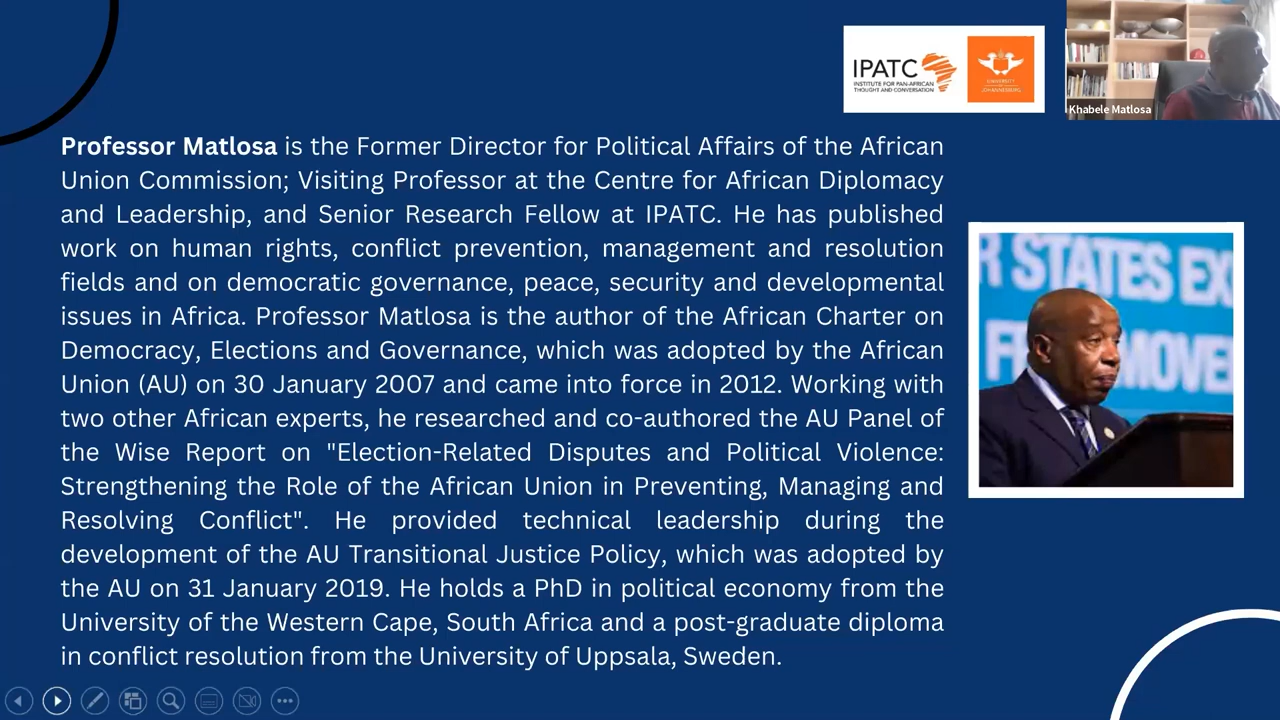 IPATC
INSTITUTE FOR PAN-AFRICAN
THOUGHT AND CONVERSATION
UNIVERSITY
JOHANNESBURG
Khabele Matlosa
Professor Matlosa is the Former Director for Political Affairs of the African
Union Commission; Visiting Professor at the Centre for African Diplomacy
and Leadership, and Senior Research Fellow at IPATC. He has published
work on human rights, conflict prevention, management and resolution
fields and on democratic governance, peace, security and developmental
issues in Africa. Professor Matlosa is the author of the African Charter on
Democracy, Elections and Governance, which was adopted by the African
Union (AU) on 30 January 2007 and came into force in 2012. Working with
two other African experts, he researched and co-authored the AU Panel of
the Wise Report on "Election-Related Disputes and Political Violence:
Strengthening the Role of the African Union in Preventing, Managing and
Resolving Conflict". He provided technical leadership during the
development of the AU Transitional Justice Policy, which was adopted by
the AU on 31 January 2019. He holds a PhD in political economy from the
University of the Western Cape, South Africa and a post-graduate diploma
in conflict resolution from the University of Uppsala, Sweden.
R STATES EX
F MOVE